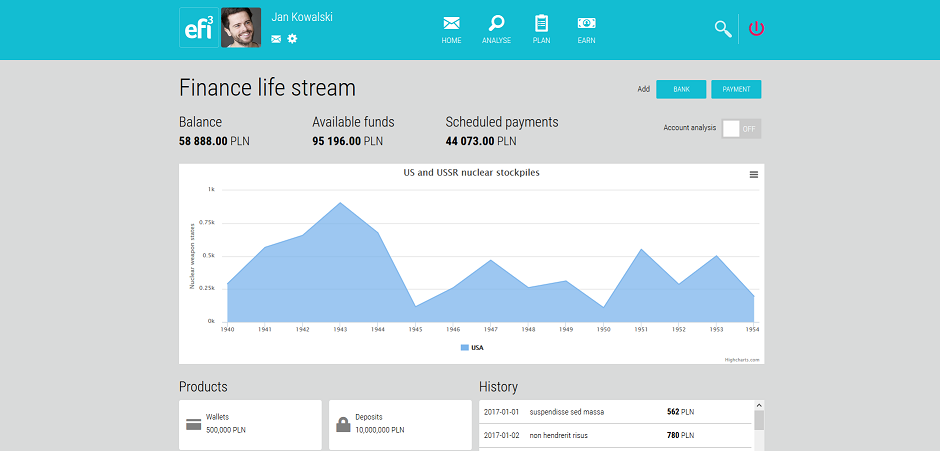 efi3
Jan Kowalski
HOME
ANALYSE
PLAN
EARN
Finance life stream
Add
BANK
PAYMENT
Balance
58 888.00 PLN
Available funds
95 196.00 PLN
Scheduled payments
44 073.00 PLN
Account analysis
OFF
US and USSR nuclear stockpiles
Nuclear weapon states
1k
0.75k
0.5k
0.25k
0k
1940 1941 1942 1943 1944 1945 1946 1947 1948 1949 1950 1951 1952 1953 1954
USA
Highcharts.com
Products
Wallets
500,000 PLN
Deposits
10,000,000 PLN
History
2017-01-01 suspendisse sed massa 562 PLN
2017-01-02 non hendrerit risus 780 PLN